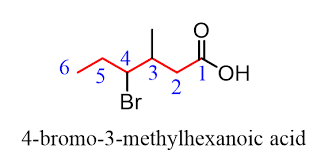 O
6 5 4 3 2 1 OH
Br
4-bromo-3-methylhexanoic acid